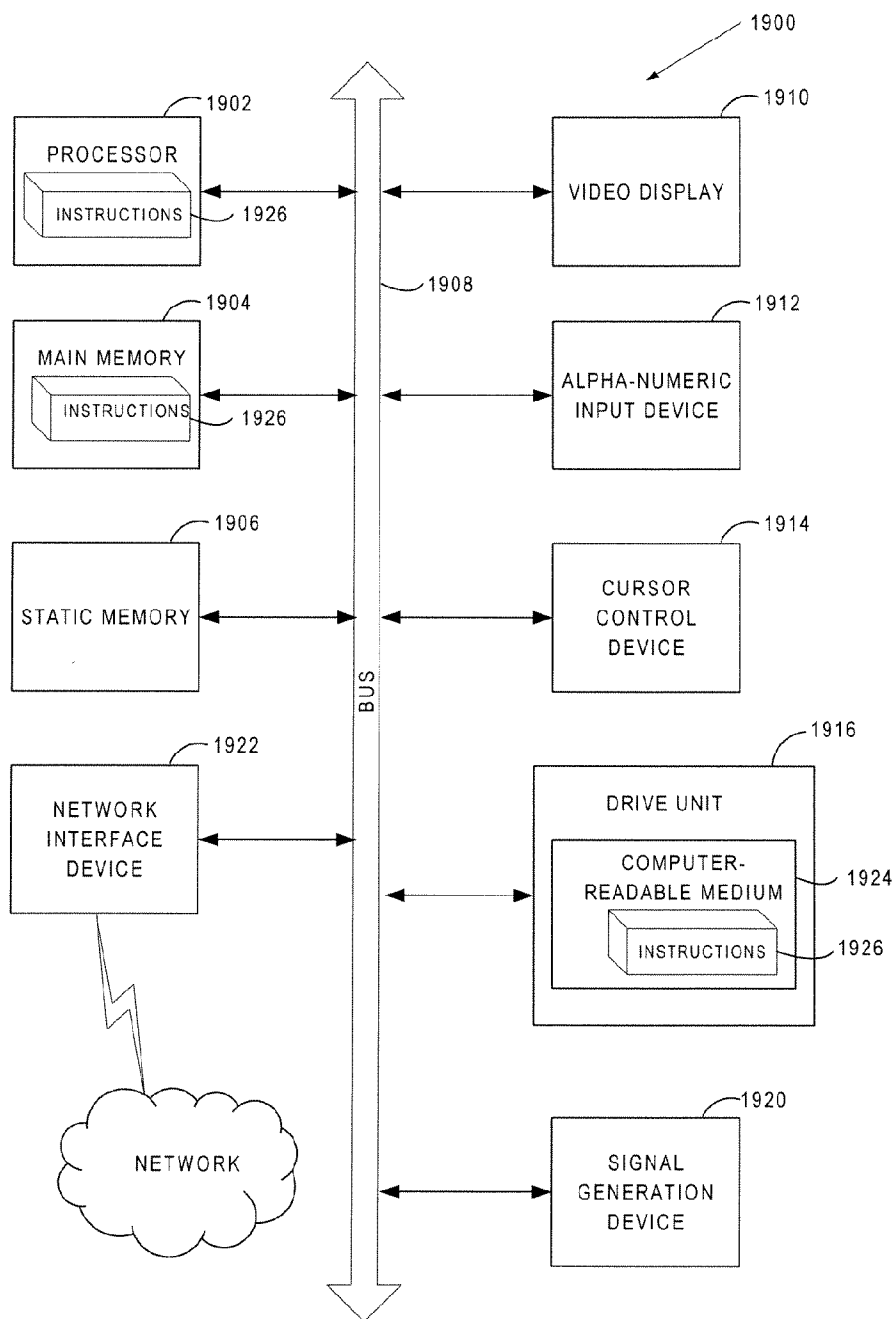 1900
1902
PROCESSOR
INSTRUCTIONS
1926
1910
VIDEO DISPLAY
1908
1904
MAIN MEMORY
INSTRUCTIONS
1926
1912
ALPHA-NUMERIC
INPUT DEVICE
1906
STATIC MEMORY
1914
CURSOR
CONTROL
DEVICE
BUS
1922
NETWORK
INTERFACE
DEVICE
1916
DRIVE UNIT
COMPUTER-
READABLE MEDIUM
1924
INSTRUCTIONS
1926
NETWORK
1920
SIGNAL
GENERATION
DEVICE